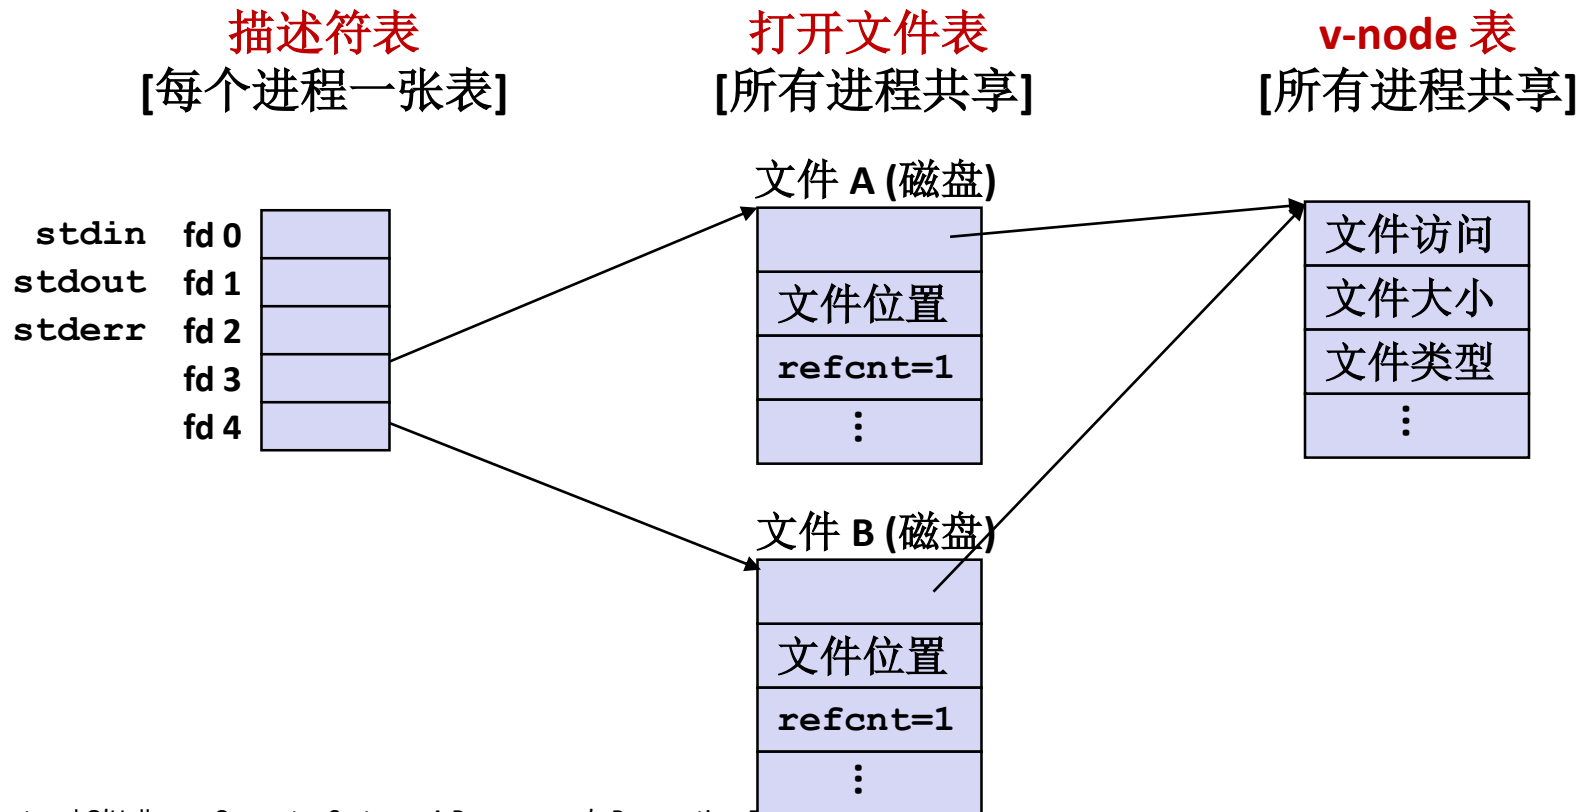 描述符表
[每个进程一张表]
打开文件表
[所有进程共享]
v-node 表
[所有进程共享]
stdin fd 0
stdout fd 1
stderr fd 2
fd 3
fd 4
文件 A (磁盘)
文件位置
refcnt=1
⋮
文件 B (磁盘)
文件位置
refcnt=1
⋮
文件访问
文件大小
文件类型
⋮